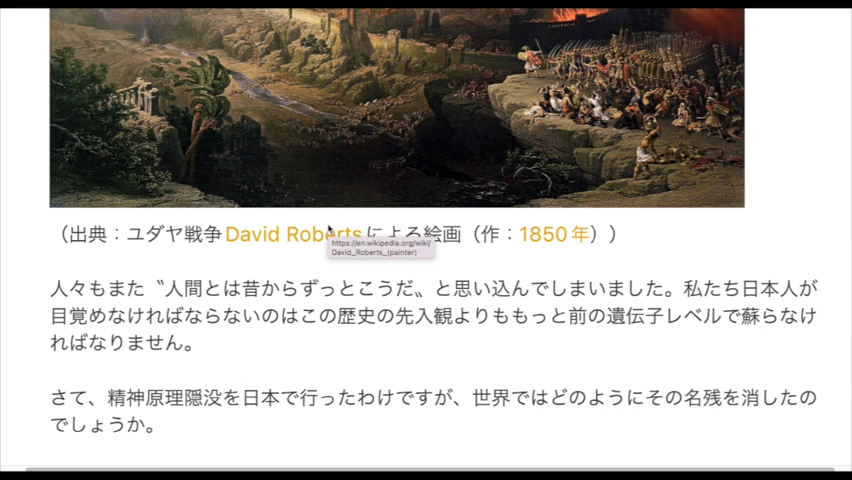 （出典：ユダヤ戦争David Robertsによる絵画（作：1850年））
https://en.wikipedia.org/wiki/
David_Roberts_(painter)
人々もまた〝人間とは昔からずっとこうだ〟と思い込んでしまいました。私たち日本人が
目覚めなければならないのはこの歴史の先入観よりももっと前の遺伝子レベルで蘇らなけ
ればなりません。
さて、精神原理隠没を日本で行ったわけですが、世界ではどのようにその名残を消したの
でしょうか。